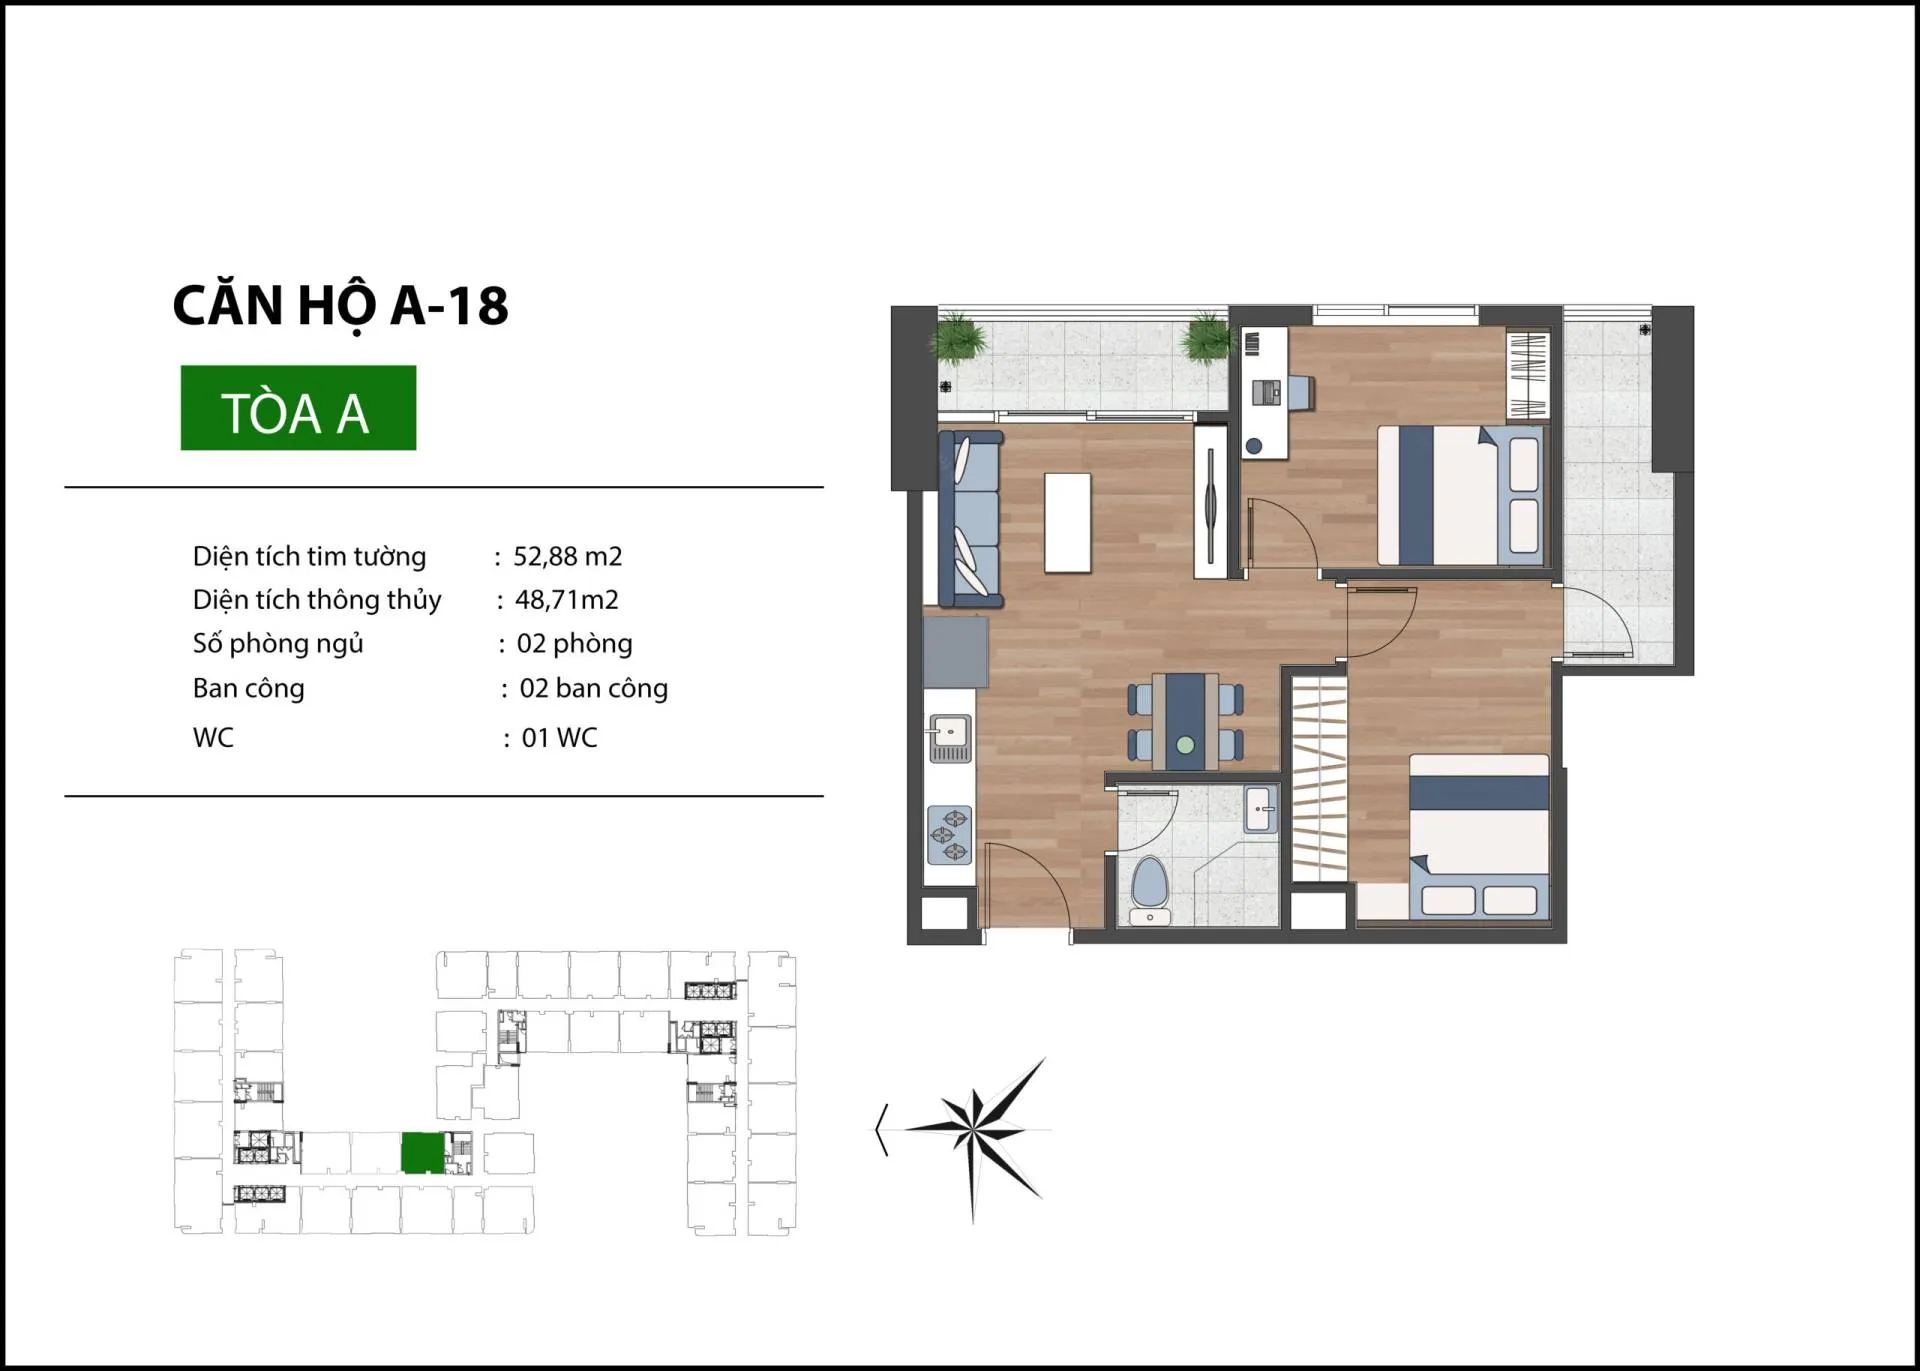 CĂN HỘ A-18
TÒA A
Diện tích tim tường : 52,88 m2
Diện tích thông thủy : 48,71m2
Số phòng ngủ : 02 phòng
Ban công : 02 ban công
WC : 01 WC